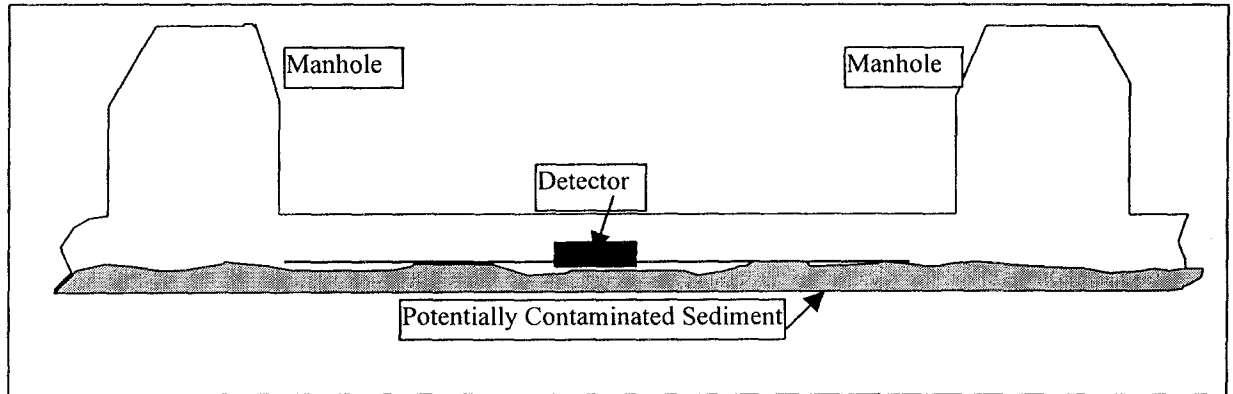 Manhole
Manhole
Detector
Potentially Contaminated Sediment